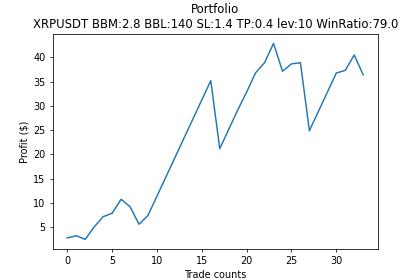 Portfolio
XRPUSDT BBM:2.8 BBL:140 SL:1.4 TP:0.4 lev:10 WinRatio:79.0
Profit ($)
40
35
30
25
20
15
10
5
0 5 10 15 20 25 30
Trade counts